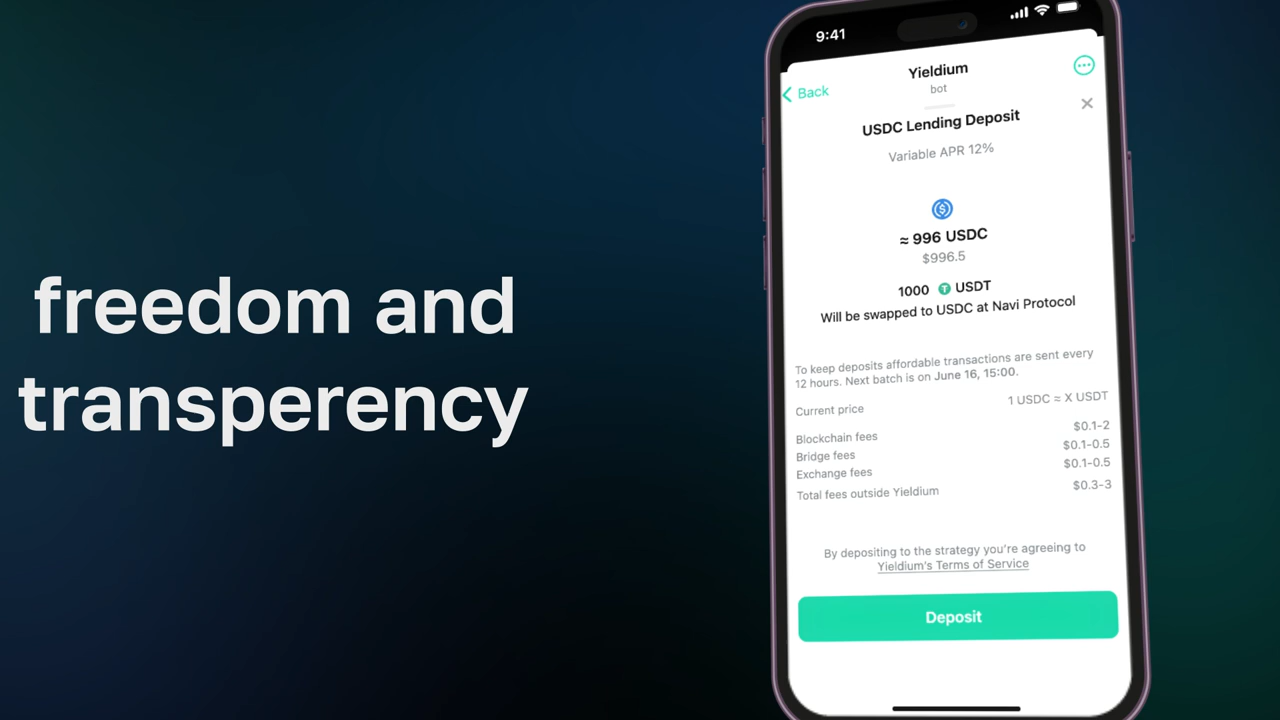 freedom and
transperency
9:41
Yieldium
Back
bot
USDC Lending Deposit
Variable APR 12%
≈ 996 USDC
$996.5
1000 USDT
Will be swapped to USDC at Navi Protocol
To keep deposits affordable transactions are sent every
12 hours. Next batch is on June 16, 15:00.
Current price 1 USDC ≈ X USDT
Blockchain fees $0.1-2
Bridge fees $0.1-0.5
Exchange fees $0.1-0.5
Total fees outside Yieldium $0.3-3
By depositing to the strategy you're agreeing to
Yieldium's Terms of Service
Deposit